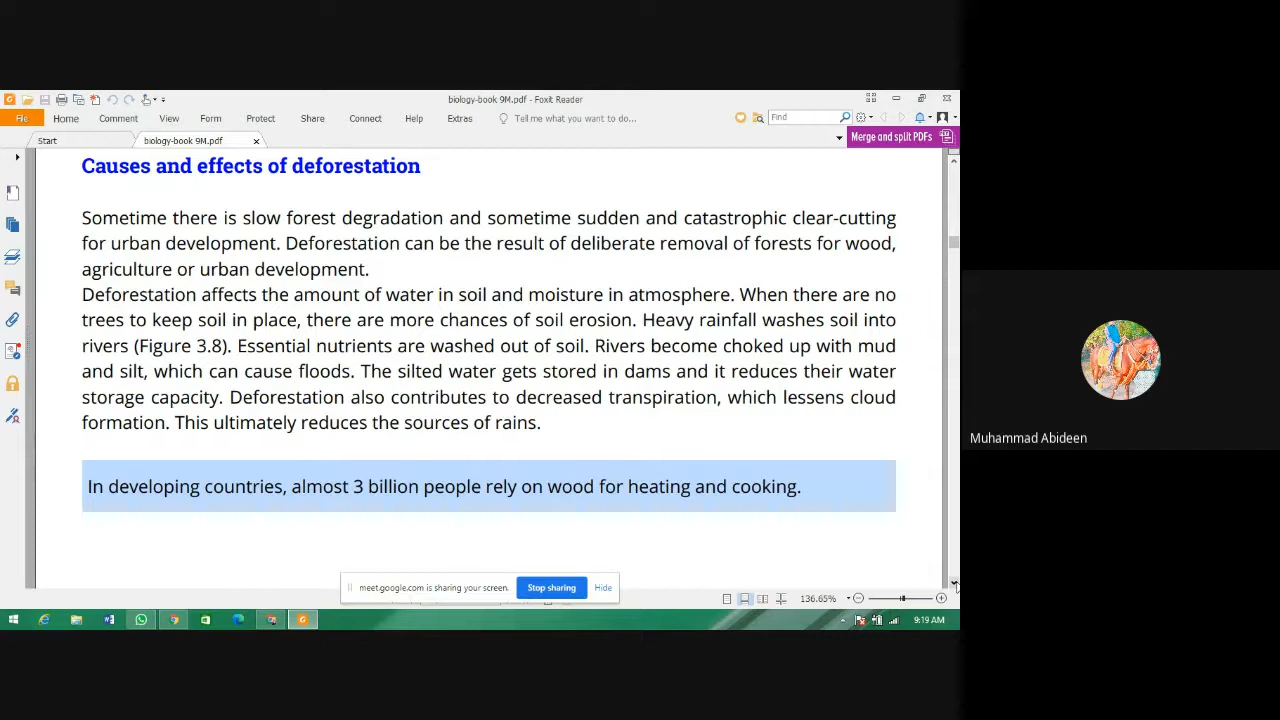 biology-book 9M.pdf - Foxit Reader
File Home Comment View Form Protect Share Connect Help Extras Tell me what you want to do... Find
Start biology-book 9M.pdf Merge and split PDFs
Causes and effects of deforestation
Sometime there is slow forest degradation and sometime sudden and catastrophic clear-cutting
for urban development. Deforestation can be the result of deliberate removal of forests for wood,
agriculture or urban development.
Deforestation affects the amount of water in soil and moisture in atmosphere. When there are no
trees to keep soil in place, there are more chances of soil erosion. Heavy rainfall washes soil into
rivers (Figure 3.8). Essential nutrients are washed out of soil. Rivers become choked up with mud
and silt, which can cause floods. The silted water gets stored in dams and it reduces their water
storage capacity. Deforestation also contributes to decreased transpiration, which lessens cloud
formation. This ultimately reduces the sources of rains.
In developing countries, almost 3 billion people rely on wood for heating and cooking.
Muhammad Abideen
meet.google.com is sharing your screen. Stop sharing Hide
136.65%
9:19 AM